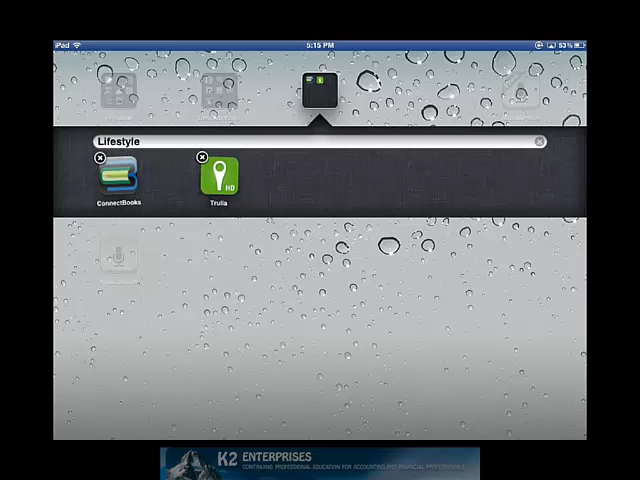 iPad 5:15 PM 53%
Lifestyle
ConnectBooks Trulia
HD
K2 ENTERPRISES
CONTINUING PROFESSIONAL EDUCATION FOR ACCOUNTING AND FINANCIAL PROFESSIONALS